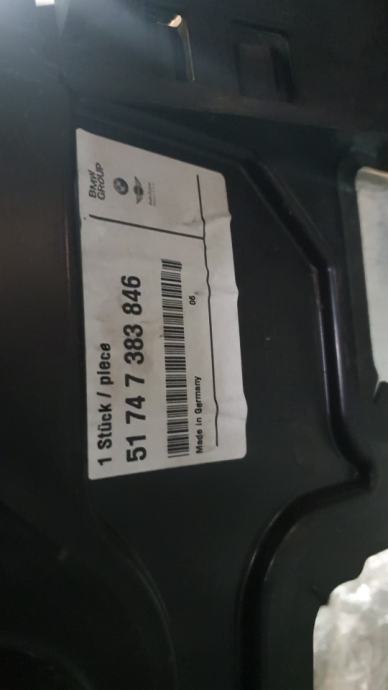 BMW
GROUP
1 Stück / piece
51 74 7 383 846
06
Made in Germany